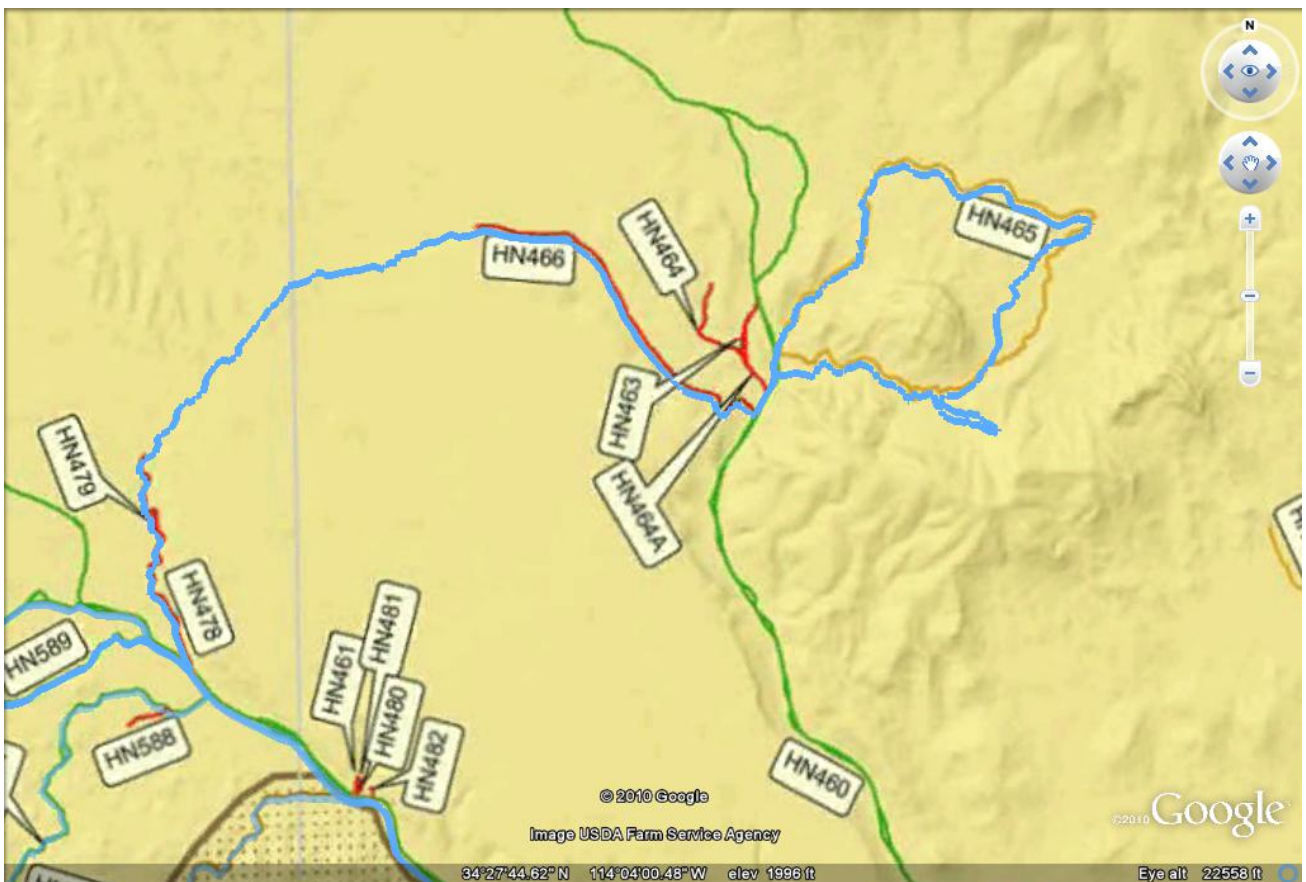 N
HN465
HN464
HN466
HN463
HN464A
HN479
HN478
HN481
HN461
HN480
HN482
HN589
HN588
HN460
© 2010 Google
Image USDA Farm Service Agency
©2010 Google
34°27'44.62" N 114°04'00.48" W elev 1996 ft Eye alt 22558 ft